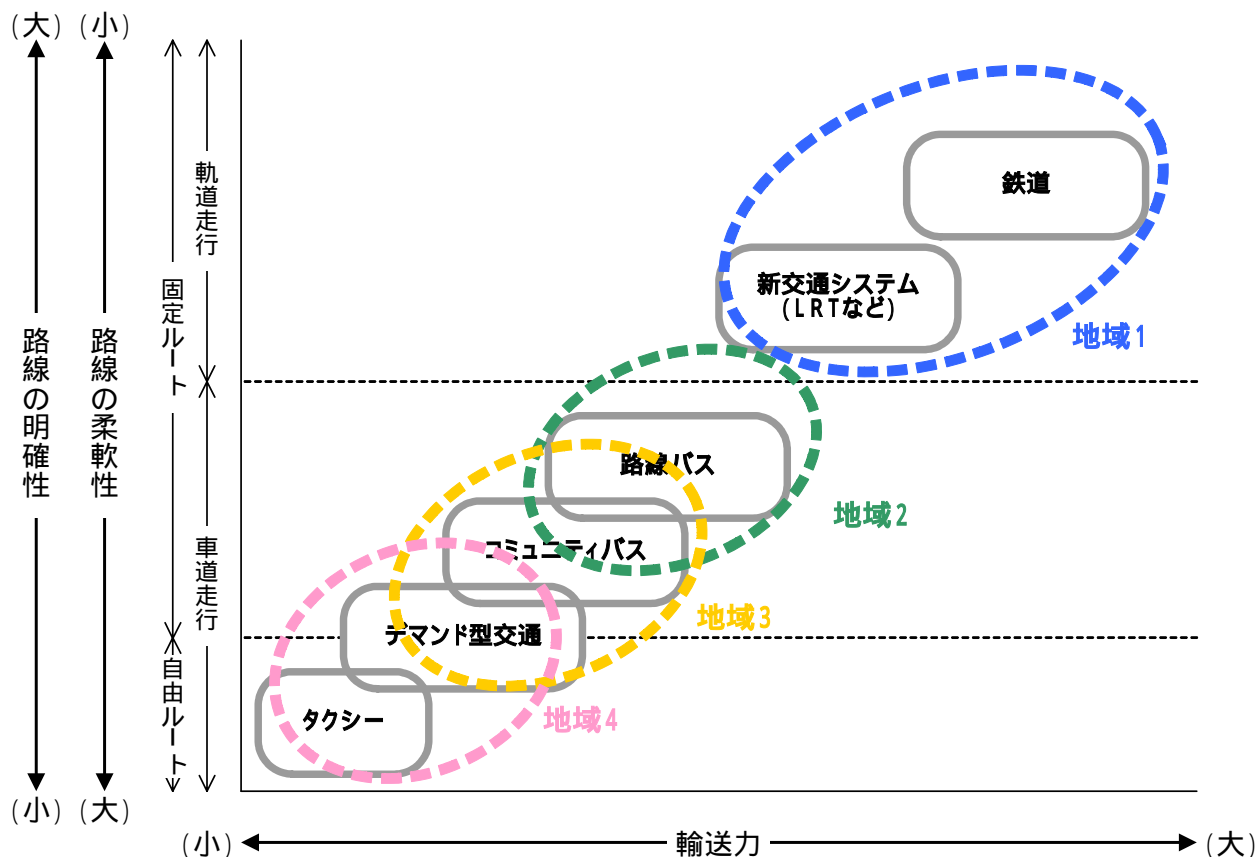 (大)
(小)
路線の明確性
路線の柔軟性
(小)
(大)
固定ルート
自由ルート
軌道走行
車道走行
鉄道
新交通システム
(LRTなど)
地域1
路線バス
地域2
コミュニティバス
地域3
デマンド型交通
タクシー
地域4
(小)
輸送力
(大)